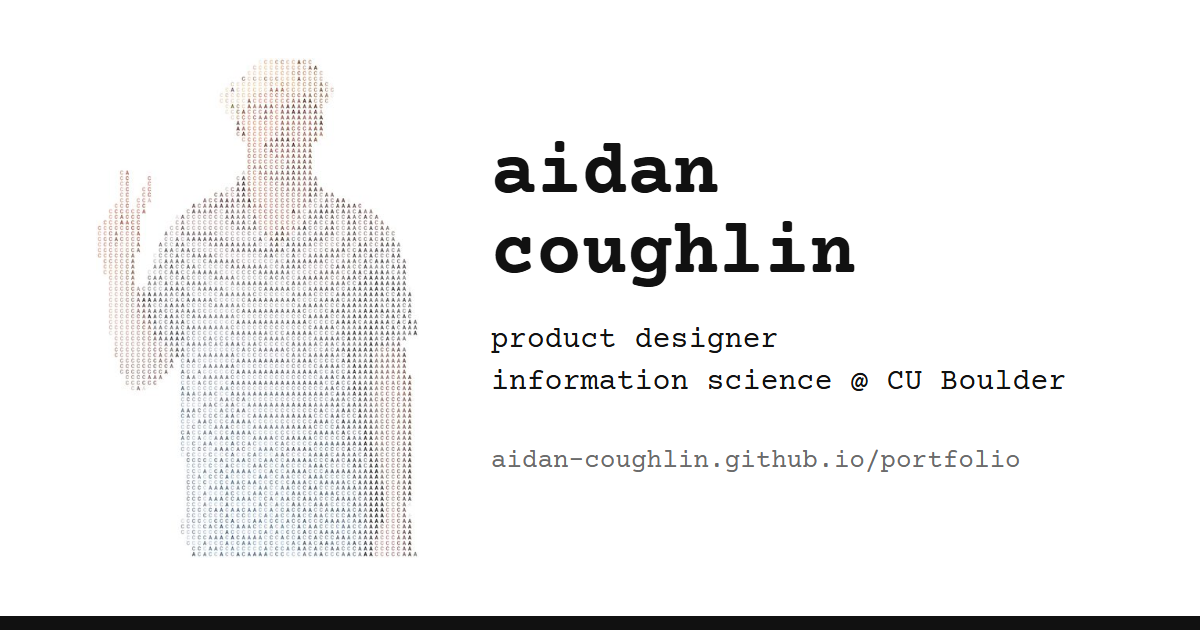 aidan
coughlin
product designer
information science @ CU Boulder
aidan-coughlin.github.io/portfolio